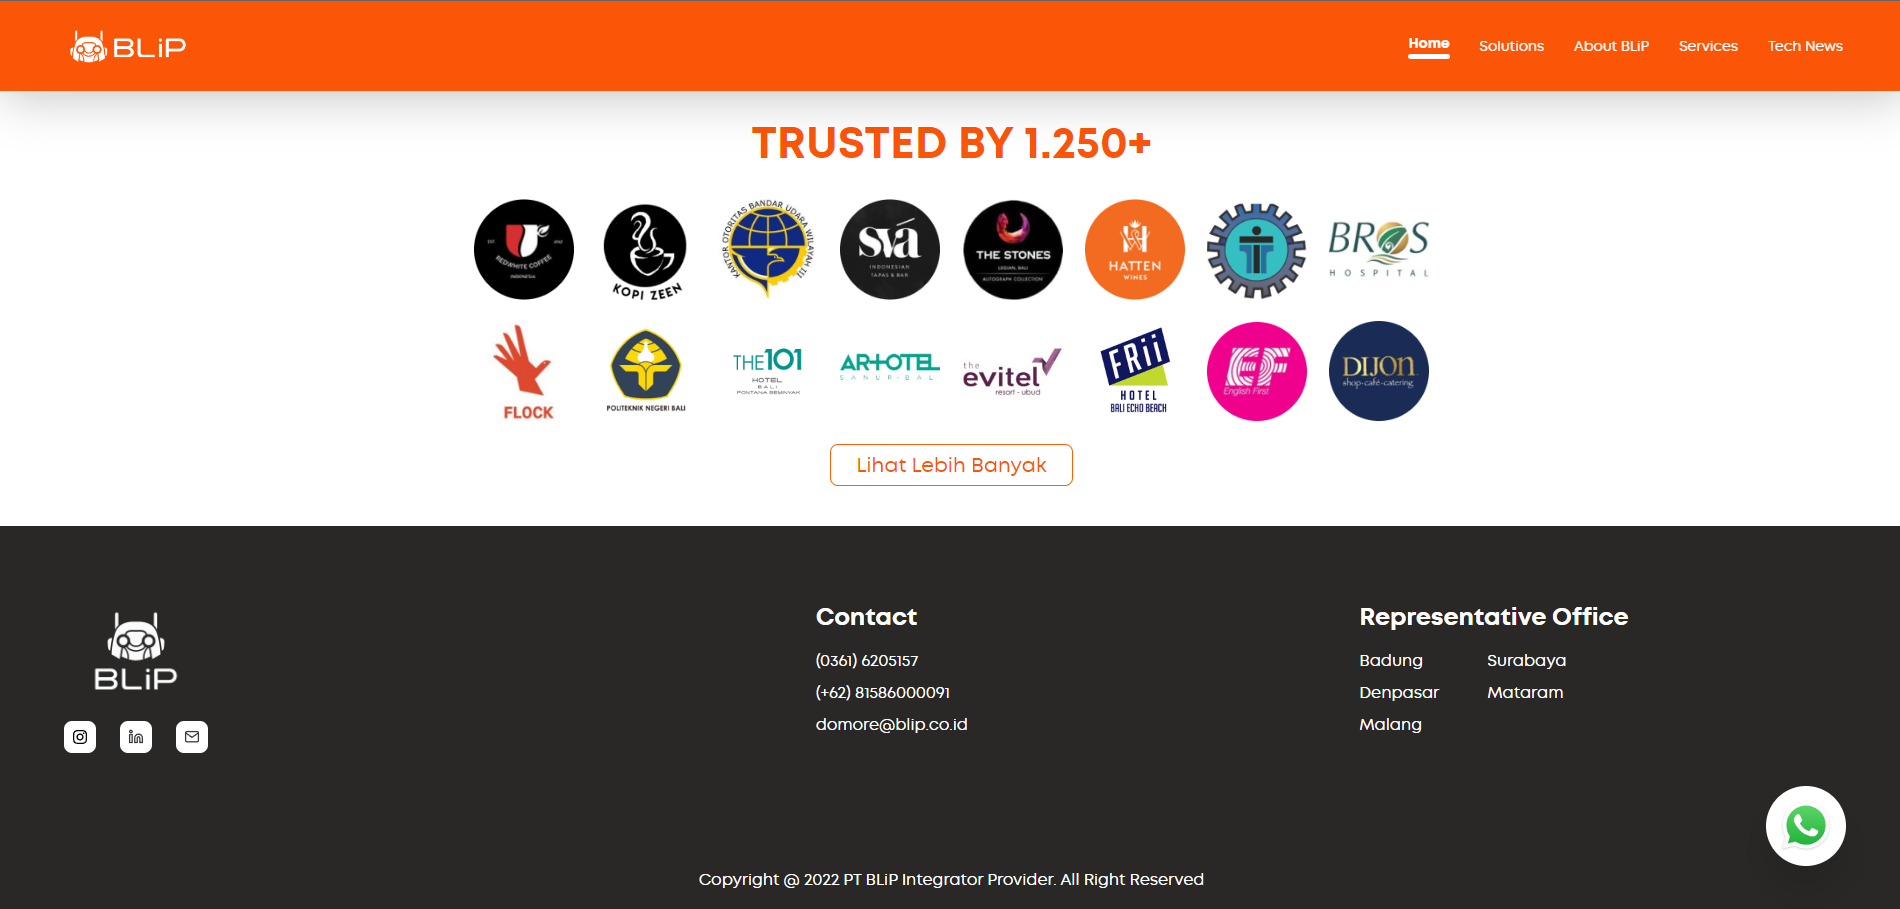 BLiP
Home
Solutions
About BLiP
Services
Tech News
TRUSTED BY 1.250+
REDWHITE COFFEE
INDONESIA
KOPI ZEEN
KANTOR OTORITAS BANDAR UDARA WILAYAH III
svá
INDONESIAN
TAPAS & BAR
THE STONES
LEGIAN, BALI
AUTOGRAPH COLLECTION
HATTEN
WINES
BROS
HOSPITAL
FLOCK
POLITEKNIK NEGERI BALI
THE 101
HOTEL
BALI
FONTANA SEMINYAK
ARTOTEL
SANUR-BAL
the
evitel
resort - ubud
FRii
HOTEL
BALI ECHO BEACH
EF
English First
DIJON
shop·café·catering
Lihat Lebih Banyak
BLiP
Contact
(0361) 6205157
(+62) 81586000091
domore@blip.co.id
Representative Office
Badung
Surabaya
Denpasar
Mataram
Malang
Copyright @ 2022 PT BLiP Integrator Provider. All Right Reserved